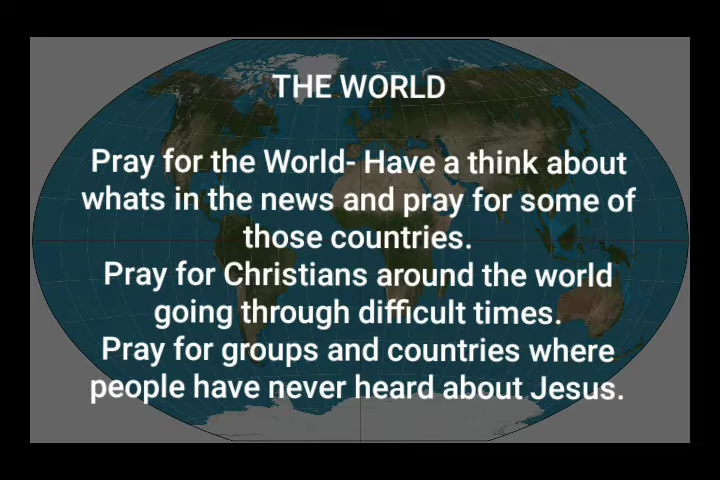 THE WORLD
Pray for the World- Have a think about
whats in the news and pray for some of
those countries.
Pray for Christians around the world
going through difficult times.
Pray for groups and countries where
people have never heard about Jesus.